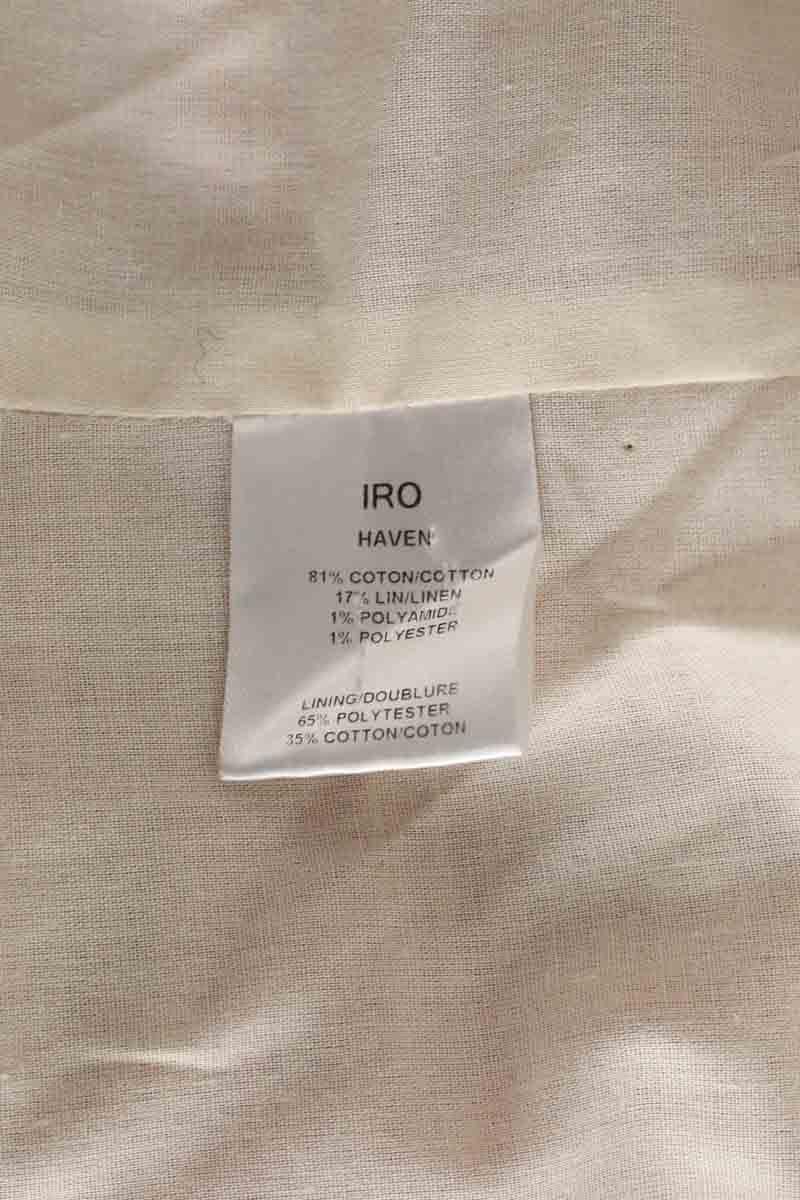 IRO
HAVEN
81% COTON/COTTON
17% LIN/LINEN
1% POLYAMIDE
1% POLYESTER
LINING/DOUBLURE
65% POLYTESTER
35% COTTON/COTON